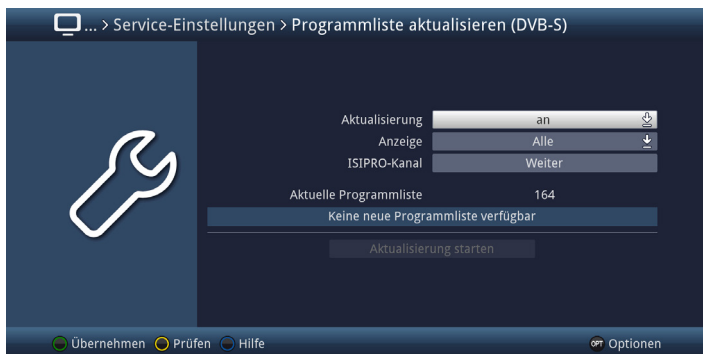 ... > Service-Einstellungen > Programmliste aktualisieren (DVB-S)
Aktualisierung an
Anzeige Alle
ISIPRO-Kanal Weiter
Aktuelle Programmliste 164
Keine neue Programmliste verfügbar
Aktualisierung starten
Übernehmen Prüfen Hilfe OPT Optionen